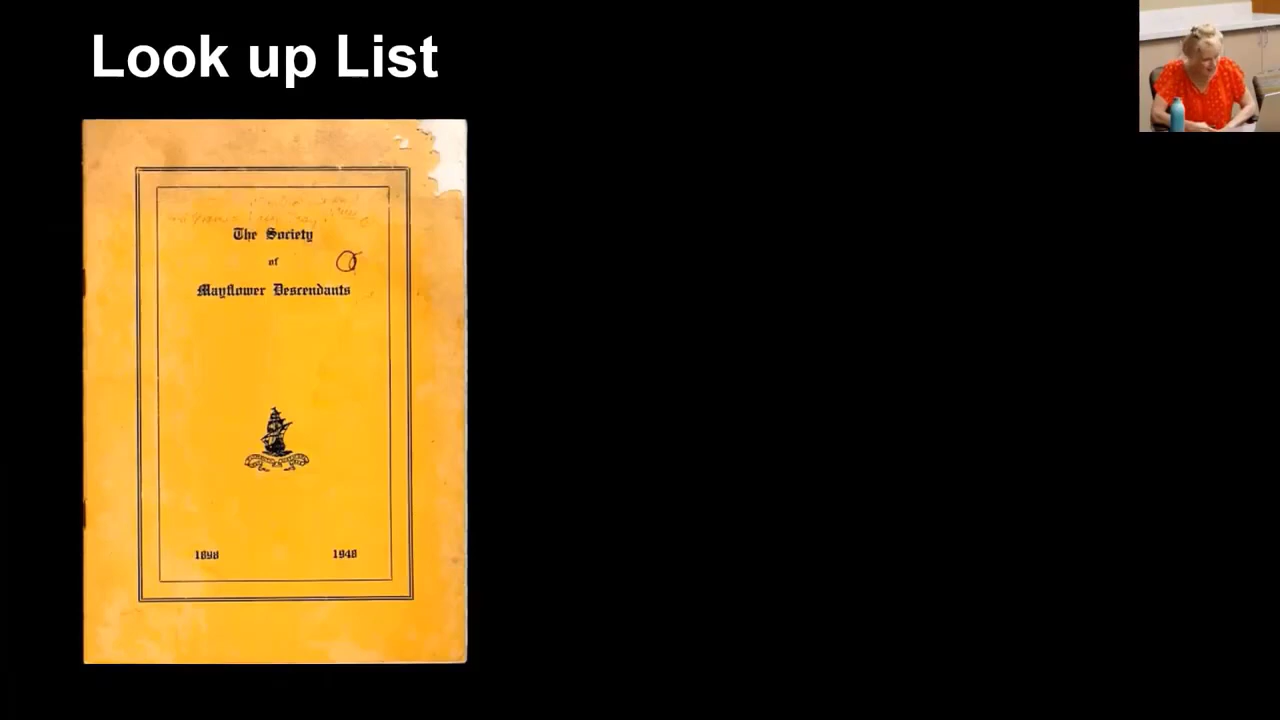 Look up List
The Society
of
Mayflower Descendants
1898 1948